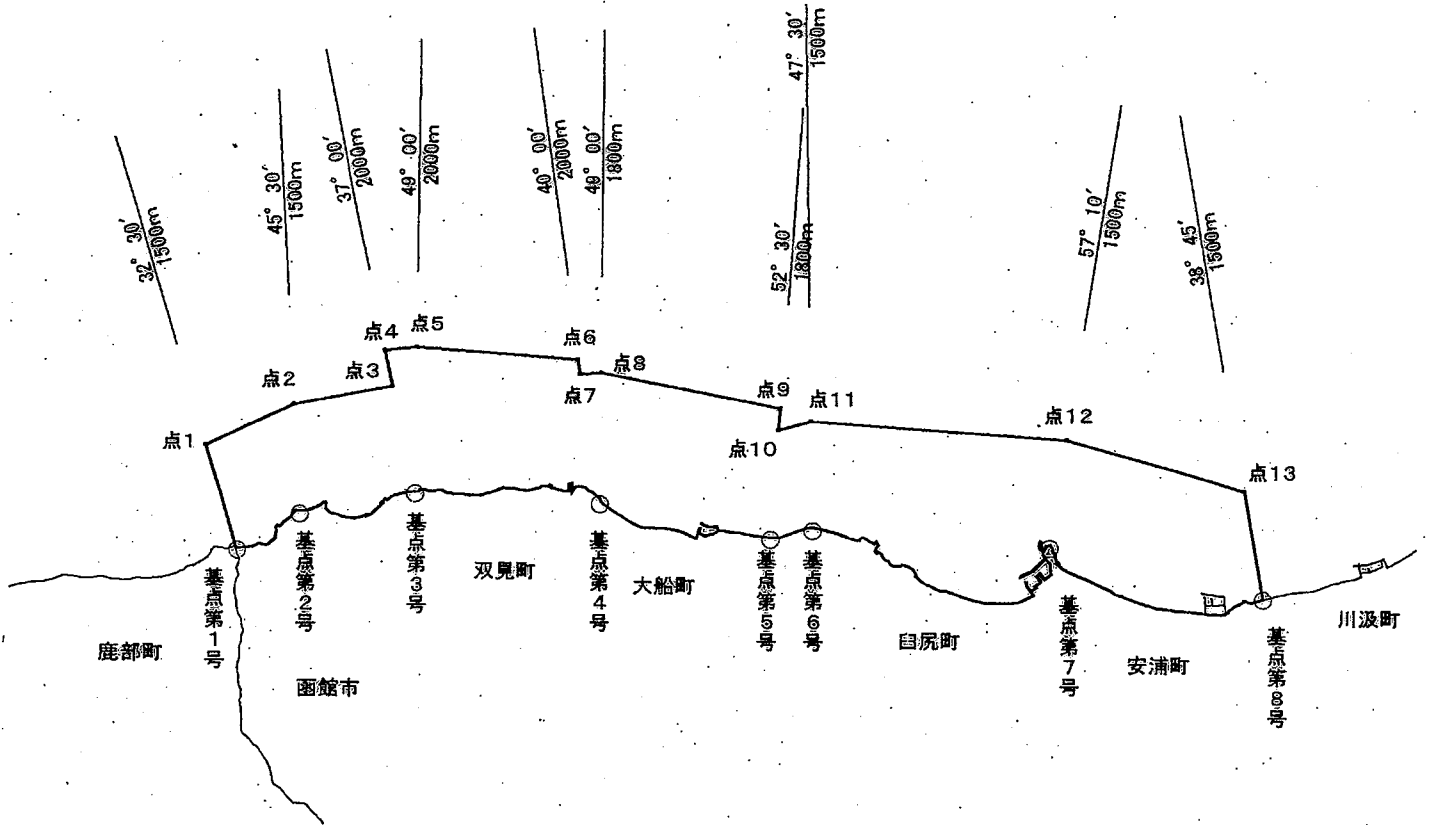 32° 30′
1500m
45° 30′
1500m
37° 00′
2000m
49° 00′
2000m
40° 00′
2000m
49° 00′
1800m
47° 30′
1500m
52° 30′
1800m
57° 10′
1500m
38° 45′
1500m
点1
点2
点3
点4
点5
点6
点7
点8
点9
点10
点11
点12
点13
基点第1号
基点第2号
基点第3号
基点第4号
基点第5号
基点第6号
基点第7号
基点第8号
鹿部町
函館市
双見町
大船町
臼尻町
安浦町
川汲町